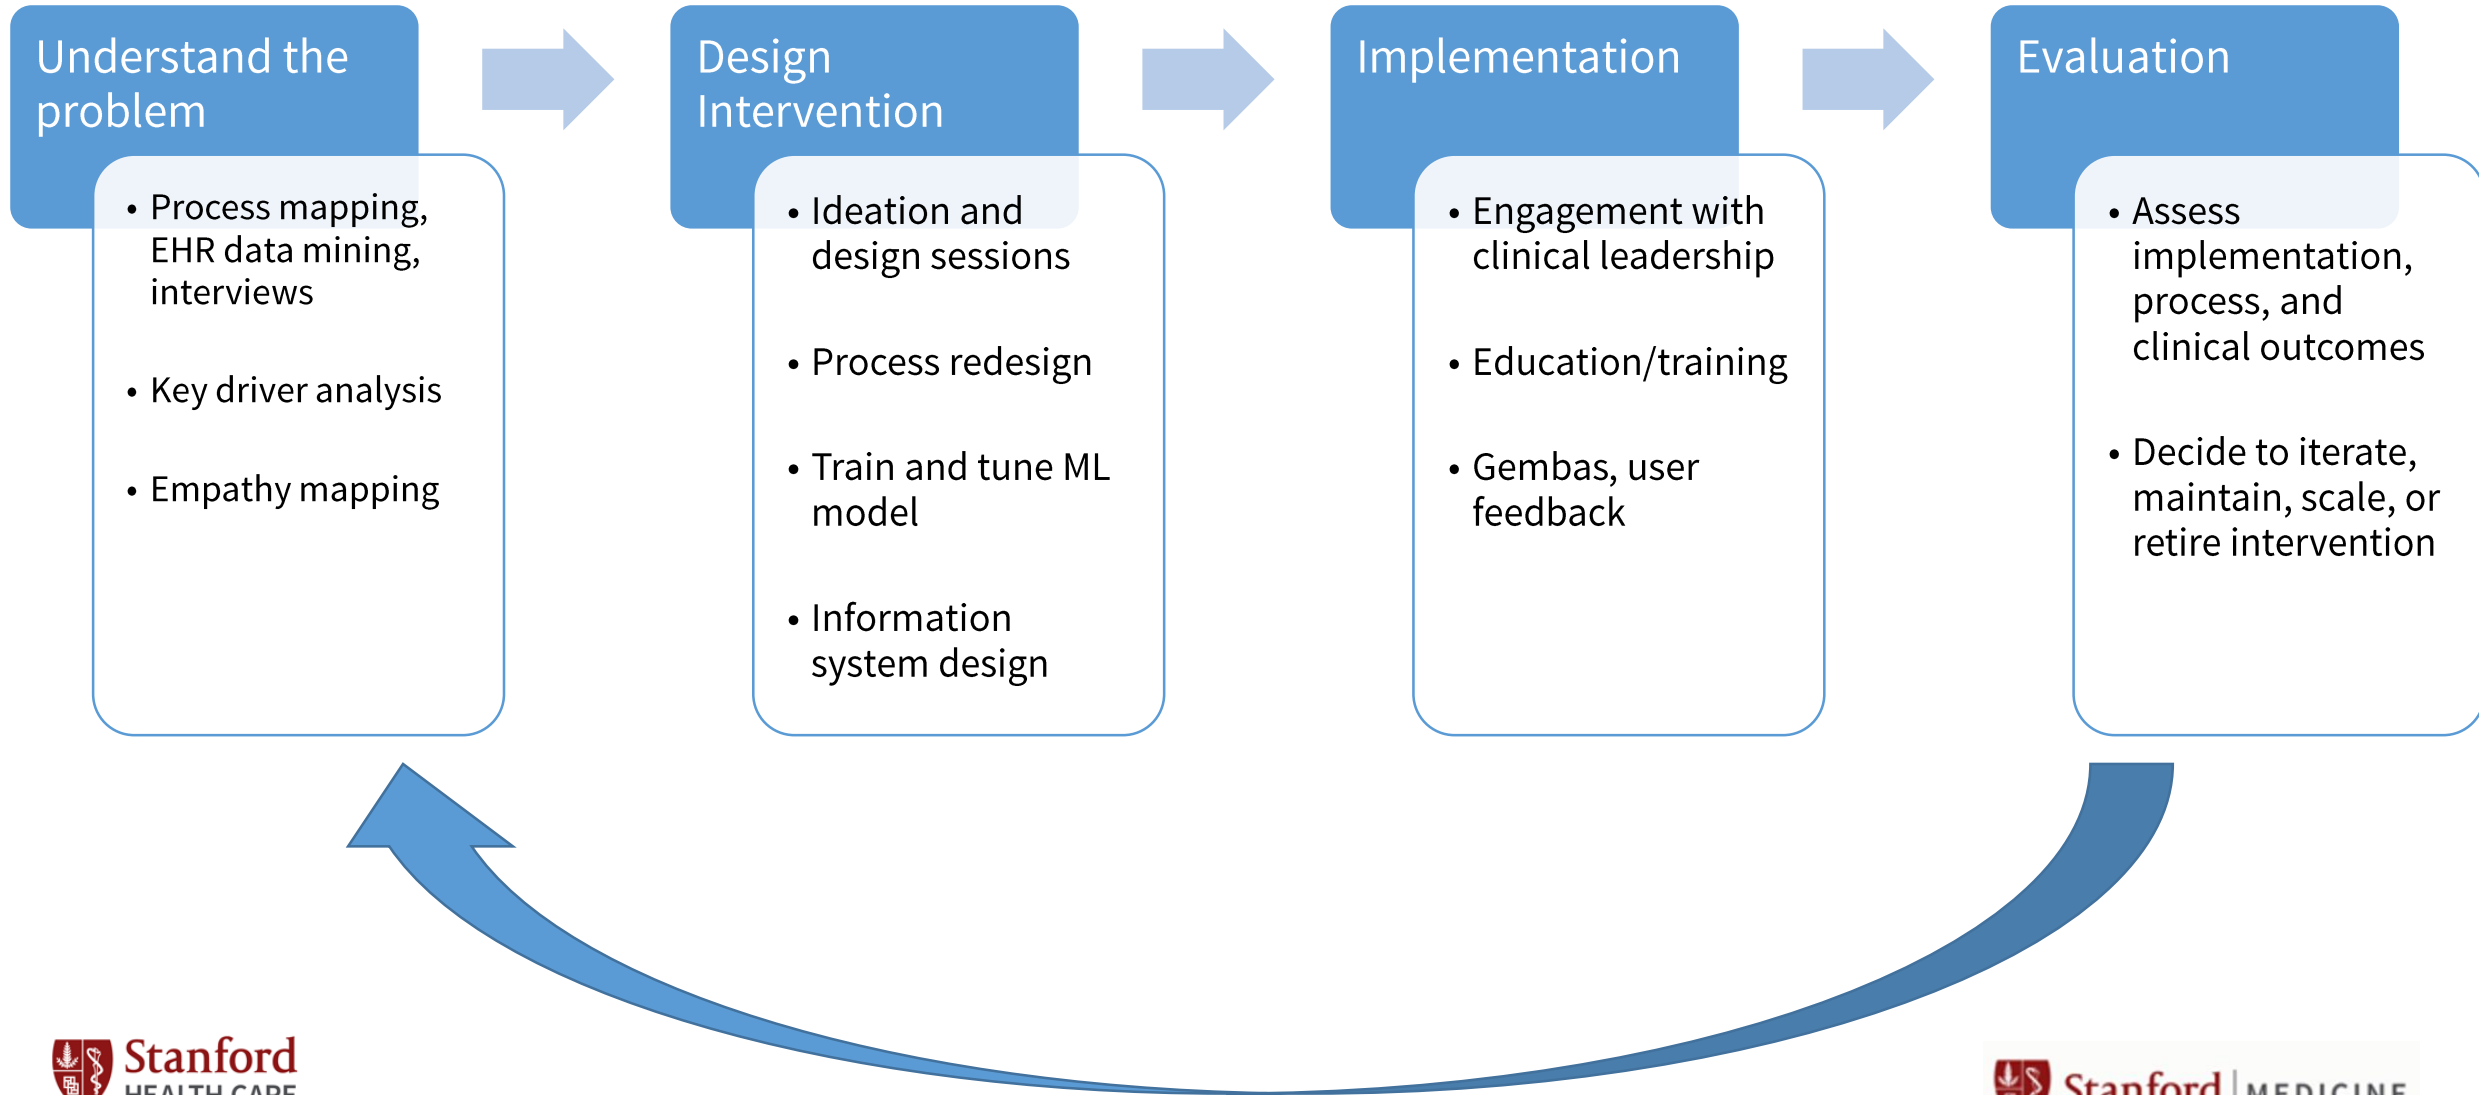 Understand the
problem
• Process mapping,
EHR data mining,
interviews
• Key driver analysis
• Empathy mapping
Design
Intervention
• Ideation and
design sessions
• Process redesign
• Train and tune ML
model
• Information
system design
Implementation
• Engagement with
clinical leadership
• Education/training
• Gembas, user
feedback
Evaluation
• Assess
implementation,
process, and
clinical outcomes
• Decide to iterate,
maintain, scale, or
retire intervention
Stanford
HEALTH CARE
Stanford | MEDICINE